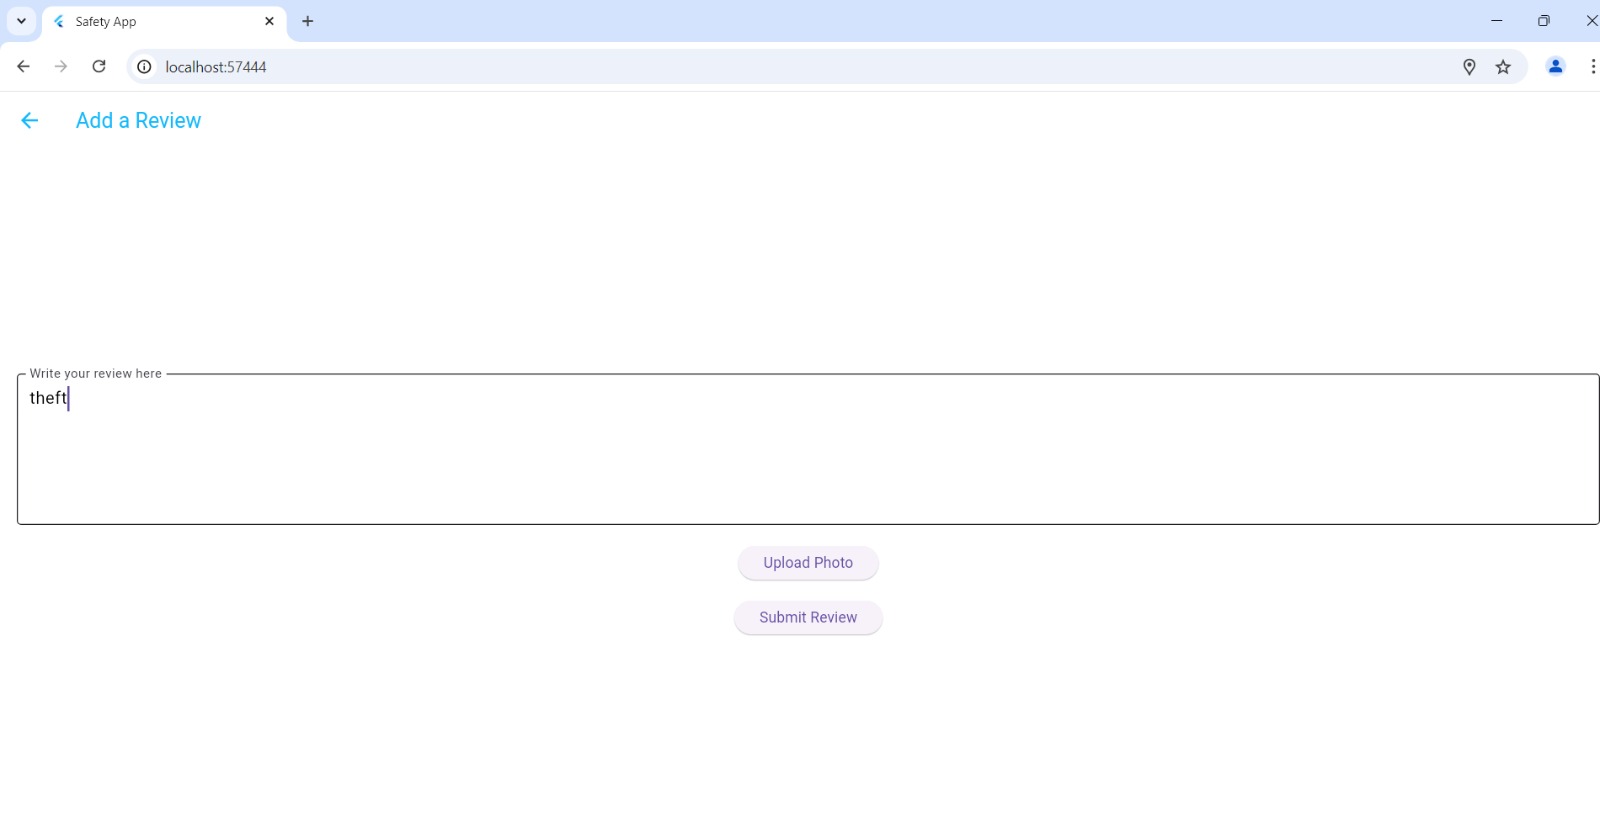 Safety App
localhost:57444
Add a Review
Write your review here
theft
Upload Photo
Submit Review